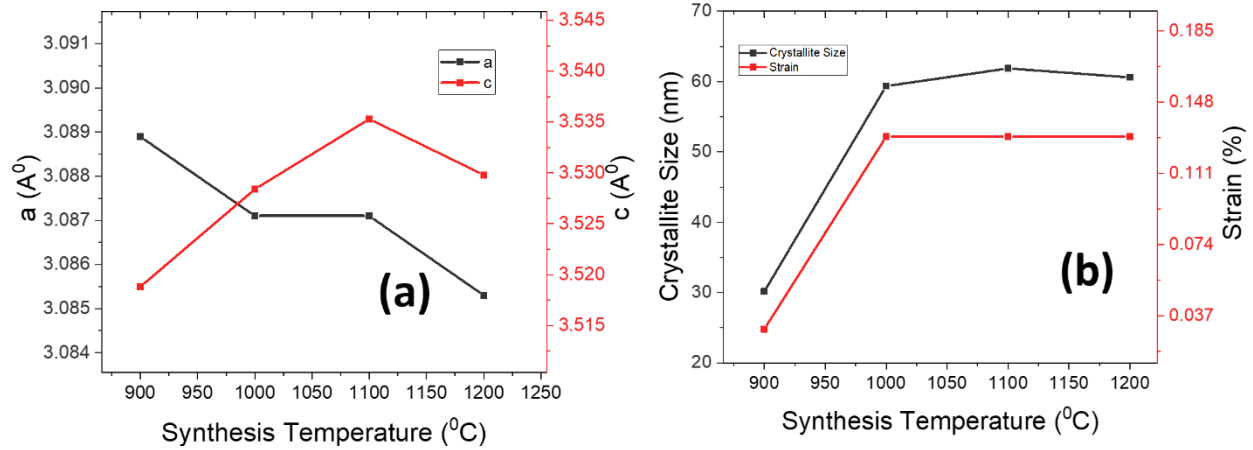 3.091
3.090
3.089
3.088
3.087
3.086
3.085
3.084
a (A⁰)
900 950 1000 1050 1100 1150 1200 1250
Synthesis Temperature (⁰C)
3.545
3.540
3.535
3.530
3.525
3.520
3.515
c (A⁰)
a
c
(a)
70
60
50
40
30
20
Crystallite Size (nm)
900 950 1000 1050 1100 1150 1200
Synthesis Temperature (⁰C)
0.185
0.148
0.111
0.074
0.037
Strain (%)
Crystallite Size
Strain
(b)